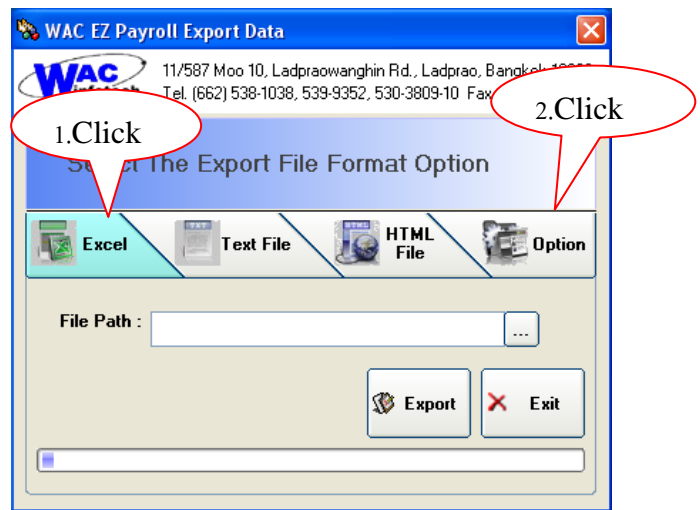 WAC EZ Payroll Export Data
WAC 11/587 Moo 10, Ladpraowanghin Rd., Ladprao,
Tel. (662) 538-1038, 539-9352, 530-3809-10 Fax
1.Click
2.Click
The Export File Format Option
Excel
Text File
HTML
File
Option
File Path :
...
Export
Exit